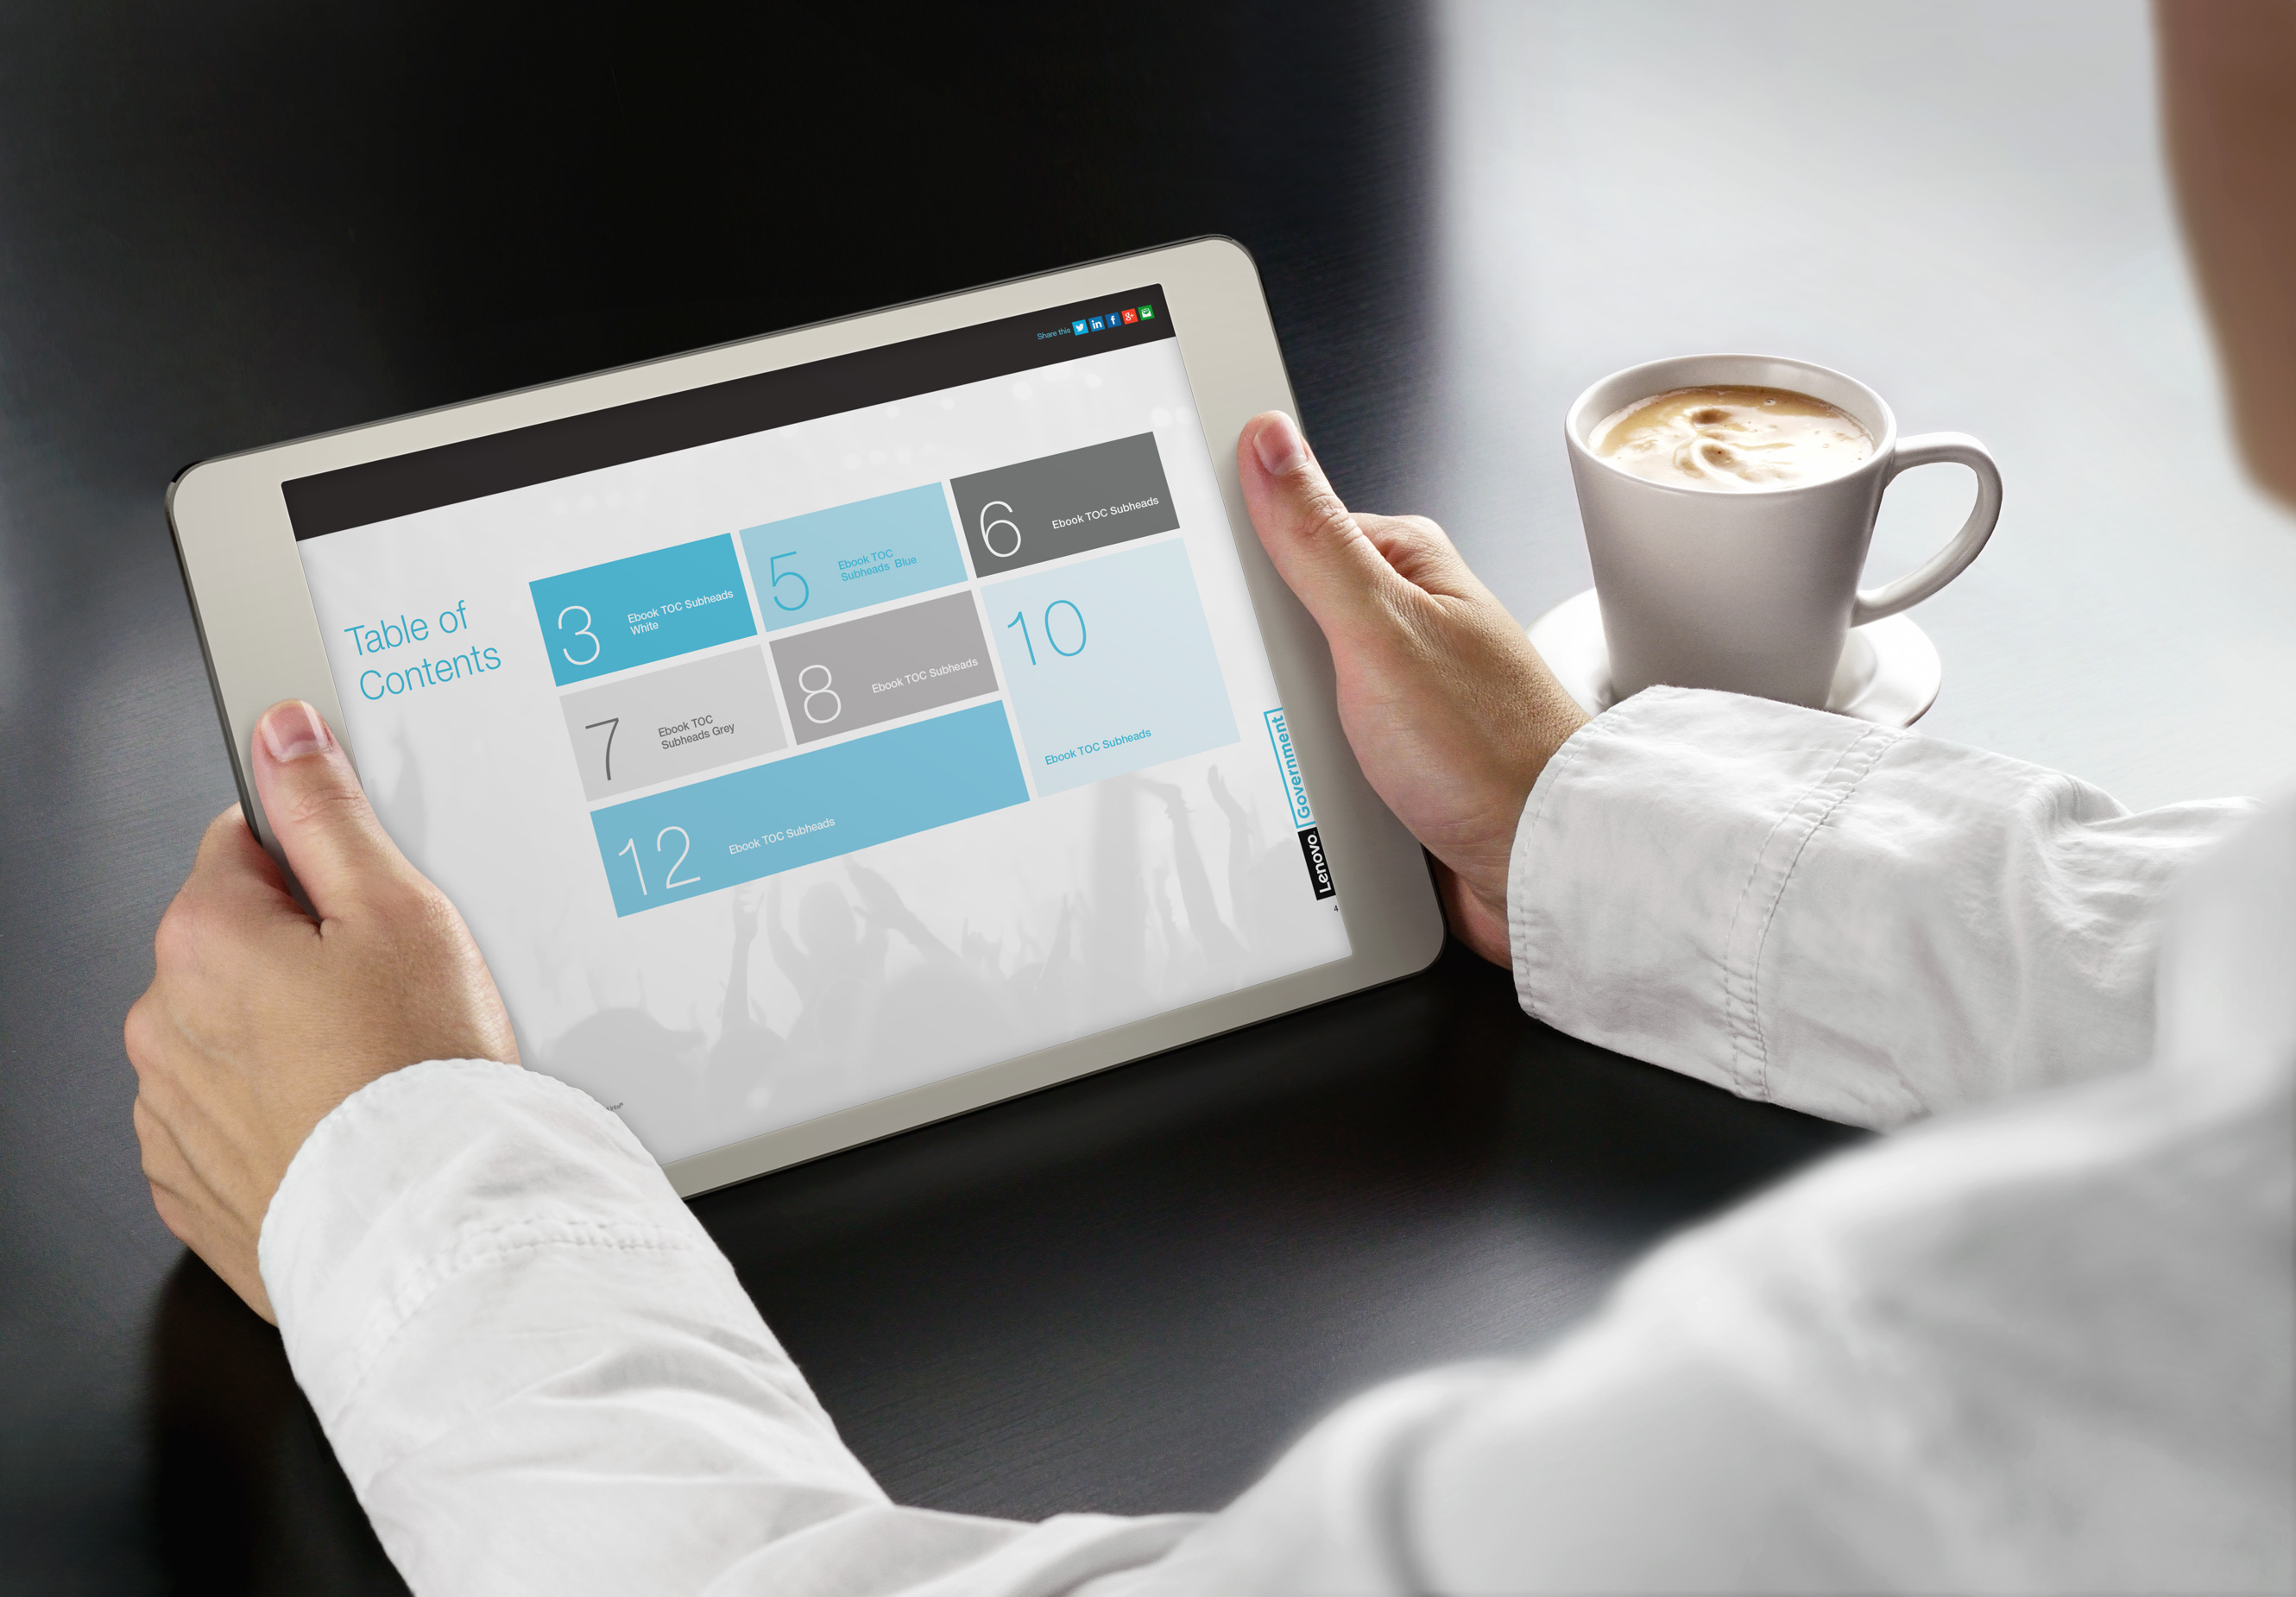 Share this
Table of
Contents
3
Ebook TOC Subheads
White
5
Ebook TOC
Subheads Blue
6
Ebook TOC Subheads
7
Ebook TOC
Subheads Grey
8
Ebook TOC Subheads
10
Ebook TOC Subheads
12
Ebook TOC Subheads
Lenovo. Government
4